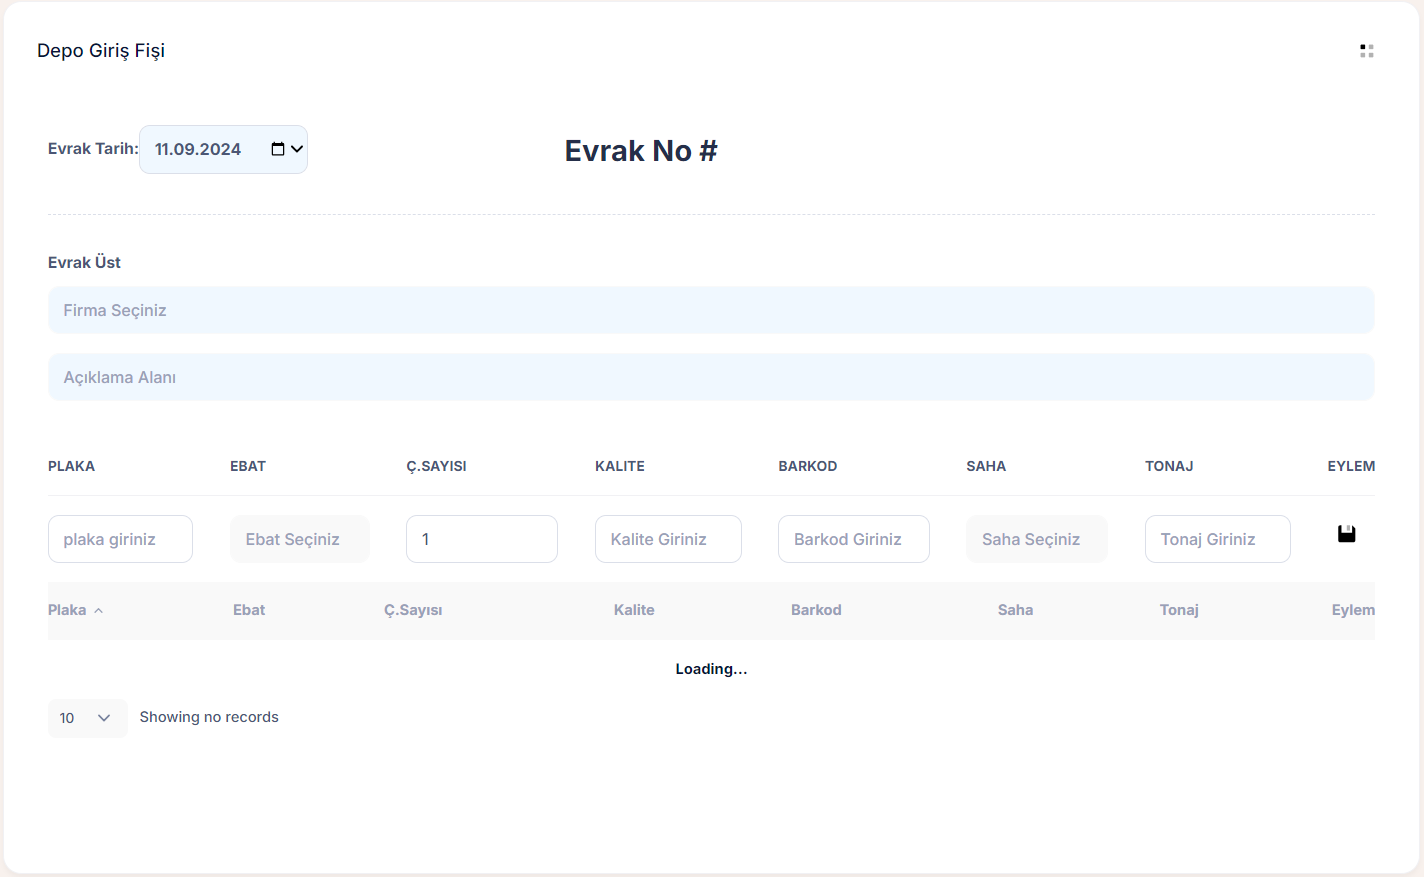 Depo Giriş Fişi
Evrak Tarih: 11.09.2024
Evrak No #
Evrak Üst
Firma Seçiniz
Açıklama Alanı
PLAKA EBAT Ç.SAYISI KALITE BARKOD SAHA TONAJ EYLEM
plaka giriniz Ebat Seçiniz 1 Kalite Giriniz Barkod Giriniz Saha Seçiniz Tonaj Giriniz
Plaka Ebat Ç.Sayısı Kalite Barkod Saha Tonaj Eylem
Loading...
10 Showing no records